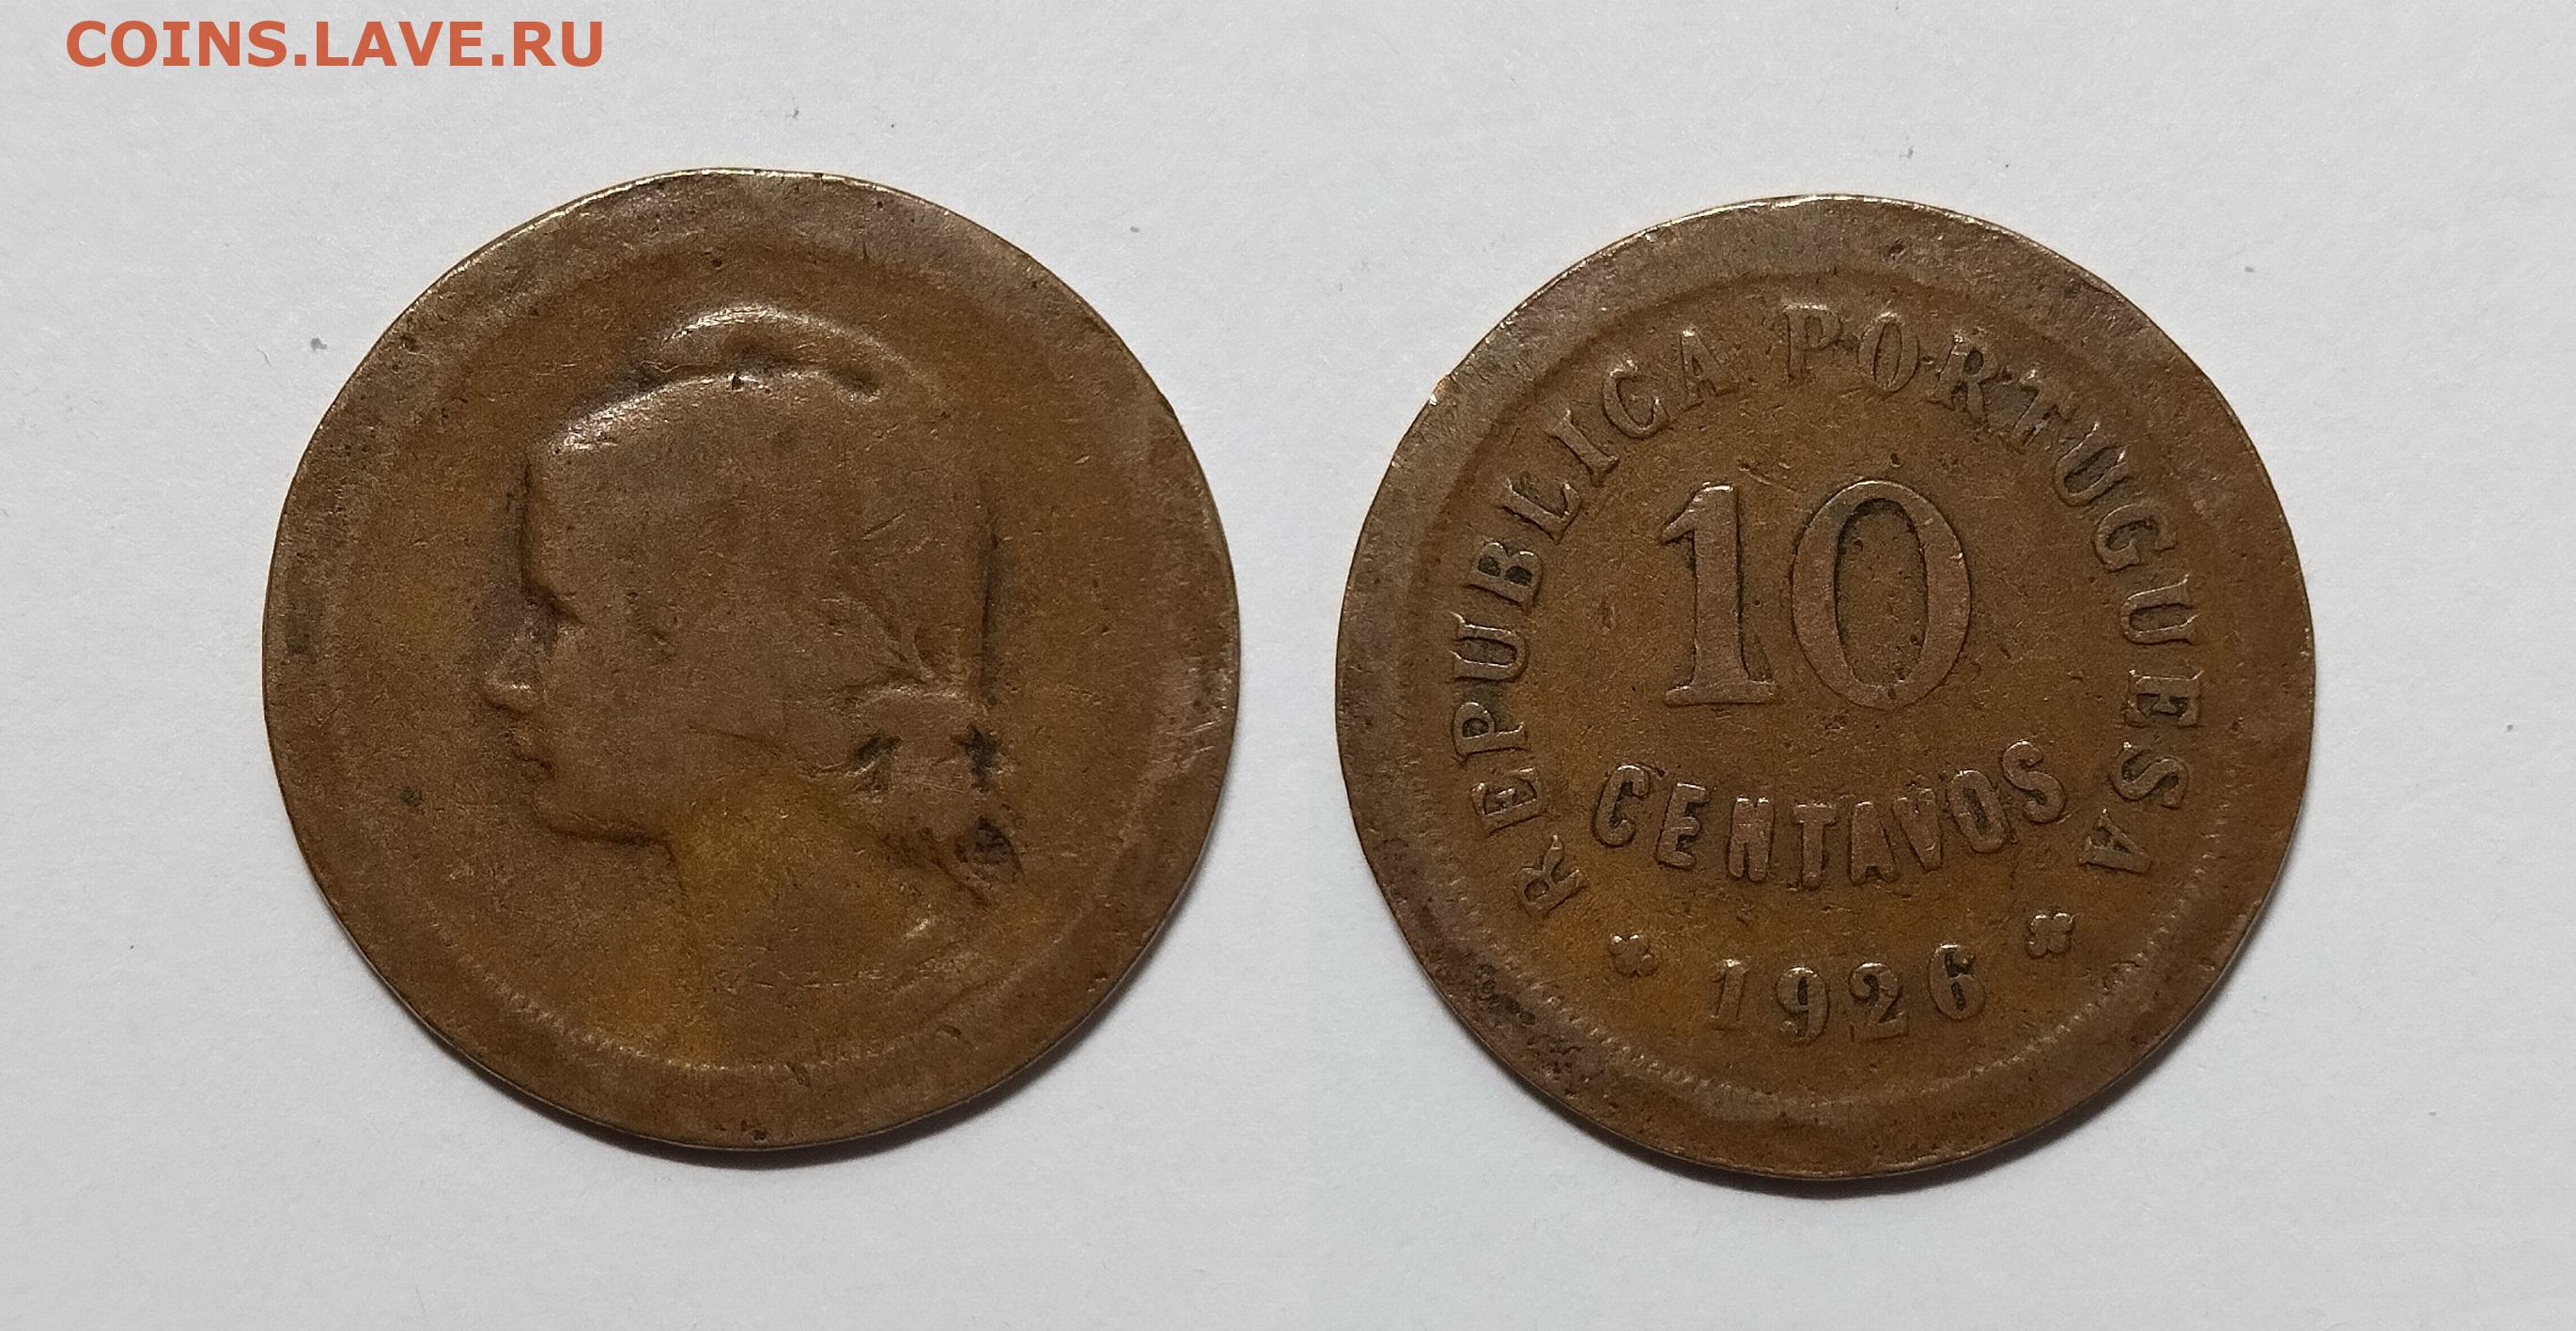 COINS.LAVE.RU
REPUBLICA PORTUGUESA
10
CENTAVOS
1926